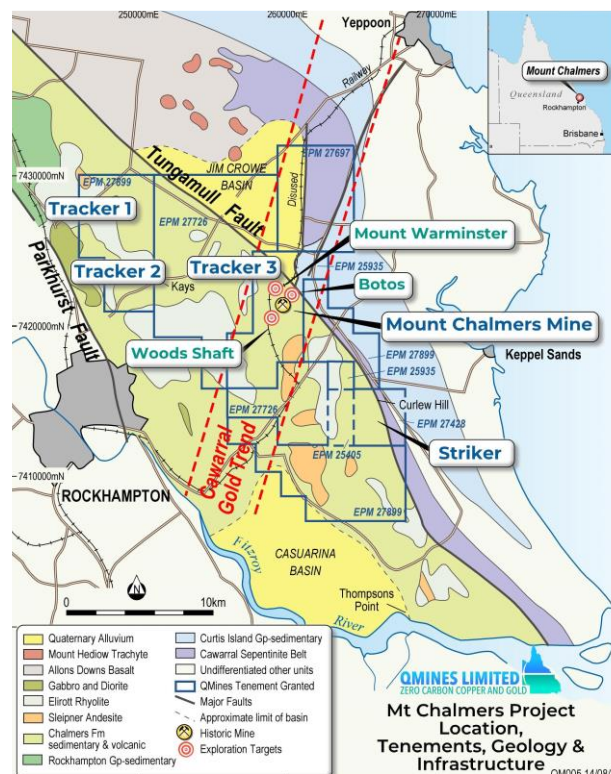 250000mE
260000mE
270000mE
Yeppoon
Railway
Mount Chalmers
Queensland
Rockhampton
Brisbane
7430000mN
EPM 27899
Tungamull Fault
JIM CROWE
BASIN
EPM 27697
Disused
Tracker 1
EPM 27726
Mount Warminster
Tracker 2
Tracker 3
EPM 25935
Kays
Botos
Parkhurst Fault
7420000mN
Mount Chalmers Mine
Woods Shaft
Keppel Sands
EPM 27899
EPM 25935
Curlew Hill
EPM 27726
EPM 27428
Cawarral
Gold Trend
Striker
EPM 25405
7410000mN
ROCKHAMPTON
EPM 27899
Fitzroy
River
CASUARINA
BASIN
Thompsons
Point
N
0
10km
Quaternary Alluvium
Mount Hediow Trachyte
Allons Downs Basalt
Gabbro and Diorite
Elirott Rhyolite
Sleipner Andesite
Chalmers Fm
sedimentary & volcanic
Rockhampton Gp-sedimentary
Curtis Island Gp-sedimentary
Cawarral Sepentinite Belt
Undifferentiated other units
QMines Tenement Granted
Major Faults
Approximate limit of basin
Historic Mine
Exploration Targets
QMINES LIMITED
ZERO CARBON COPPER AND GOLD
Mt Chalmers Project
Location,
Tenements, Geology &
Infrastructure